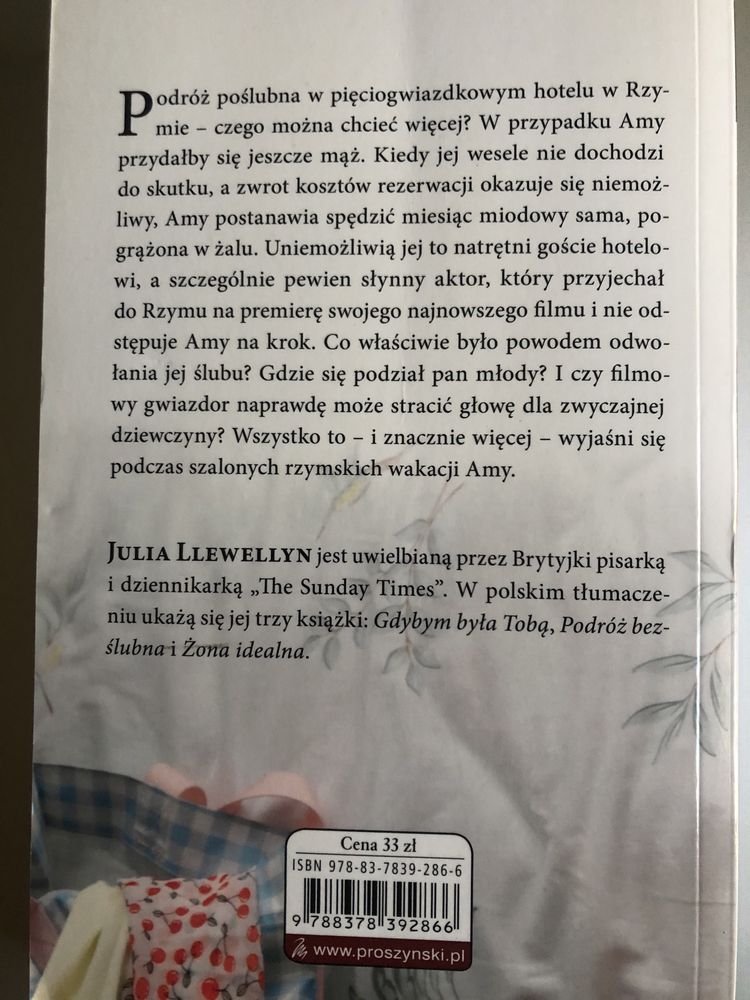 Podróż poślubna w pięciogwiazdkowym hotelu w Rzy-
mie – czego można chcieć więcej? W przypadku Amy
przydałby się jeszcze mąż. Kiedy jej wesele nie dochodzi
do skutku, a zwrot kosztów rezerwacji okazuje się niemoż-
liwy, Amy postanawia spędzić miesiąc miodowy sama, po-
grążona w żalu. Uniemożliwią jej to natrętni goście hotelo-
wi, a szczególnie pewien słynny aktor, który przyjechał
do Rzymu na premierę swojego najnowszego filmu i nie od-
stępuje Amy na krok. Co właściwie było powodem odwo-
łania jej ślubu? Gdzie się podział pan młody? I czy filmo-
wy gwiazdor naprawdę może stracić głowę dla zwyczajnej
dziewczyny? Wszystko to – i znacznie więcej – wyjaśni się
podczas szalonych rzymskich wakacji Amy.
JULIA LLEWELLYN jest uwielbianą przez Brytyjki pisarką
i dziennikarką „The Sunday Times”. W polskim tłumacze-
niu ukażą się jej trzy książki: Gdybym była Tobą, Podróż bez-
ślubna i Żona idealna.
Cena 33 zł
ISBN 978-83-7839-286-6
9 788378 392866
www.proszynski.pl